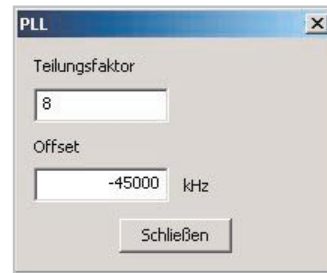 PLL
Teilungsfaktor
8
Offset
-45000 kHz
Schließen